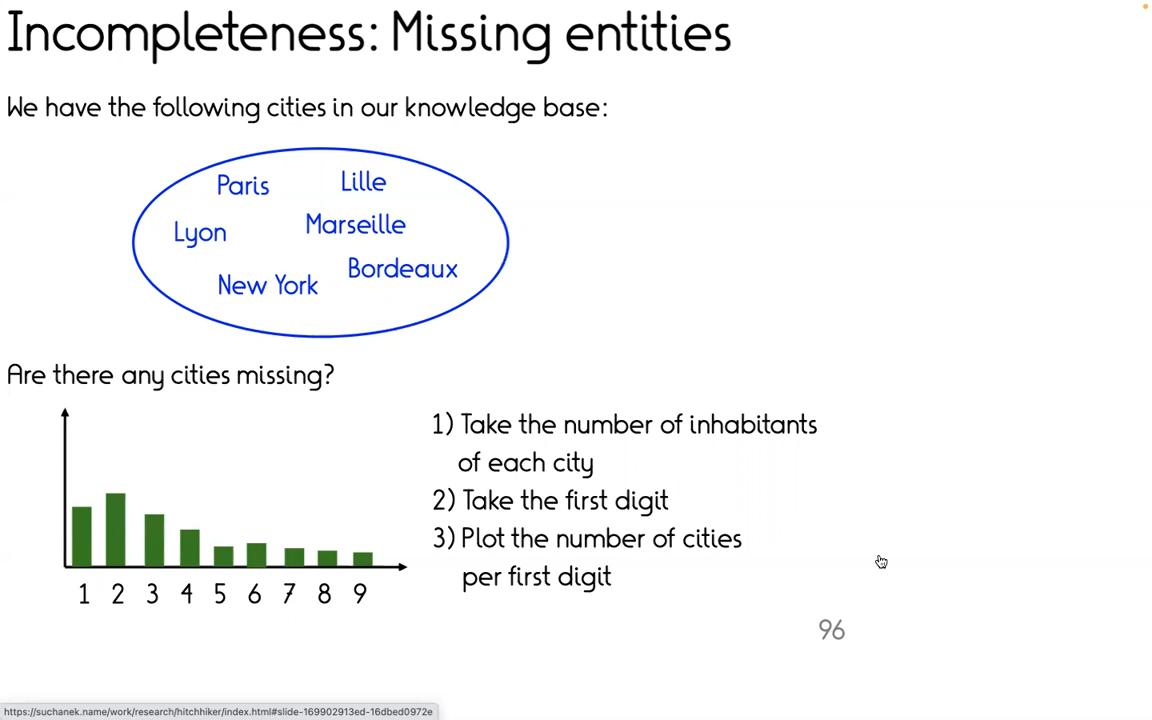 Incompleteness: Missing entities
We have the following cities in our knowledge base:
Paris
Lille
Lyon
Marseille
New York
Bordeaux
Are there any cities missing?
1) Take the number of inhabitants
of each city
2) Take the first digit
3) Plot the number of cities
per first digit
1 2 3 4 5 6 7 8 9
96
https://suchanek.name/work/research/hitchhiker/index.html#slide-169902913ed-16dbed0972e